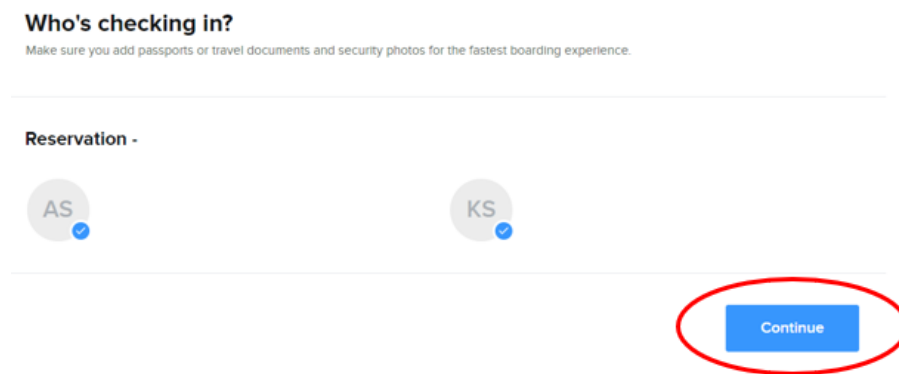 Who's checking in?
Make sure you add passports or travel documents and security photos for the fastest boarding experience.
Reservation -
AS
KS
Continue